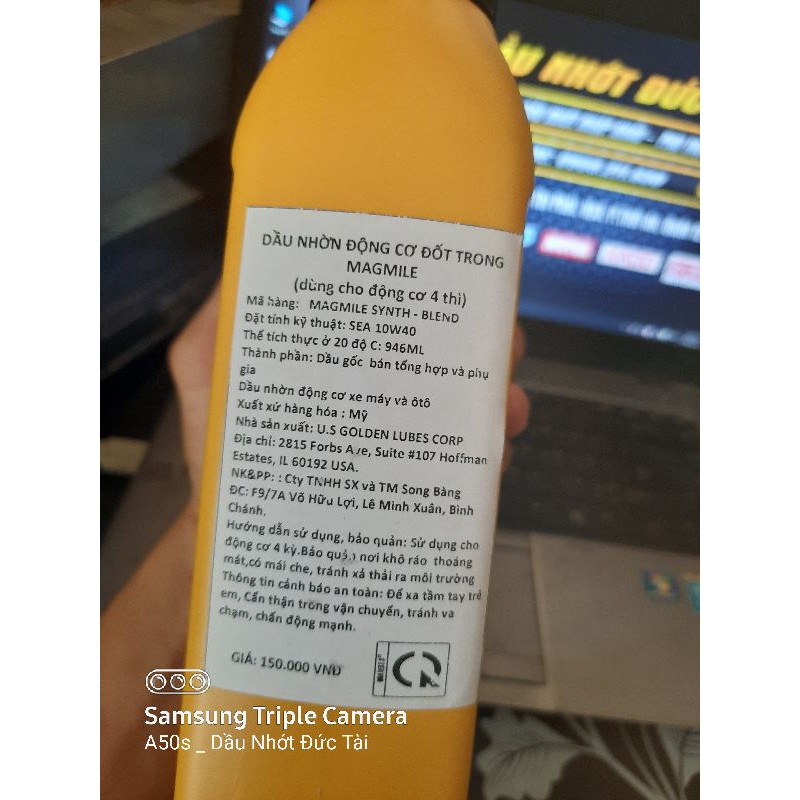 NHỚT ĐỨC
DẦU NHỜN ĐỘNG CƠ ĐỐT TRONG
MAGMILE
(dùng cho động cơ 4 thì)
Mã hàng: MAGMILE SYNTH - BLEND
Đặt tính kỹ thuật: SEA 10W40
Thể tích thực ở 20 độ C: 946ML
Thành phần: Dầu gốc bán tổng hợp và phụ
gia
Dầu nhờn động cơ xe máy và ôtô
Xuất xứ hàng hóa : Mỹ
Nhà sản xuất: U.S GOLDEN LUBES CORP
Địa chỉ: 2815 Forbs Ave, Suite #107 Hoffman
Estates, IL 60192 USA.
NK&PP: : Cty TNHH SX và TM Song Bàng
ĐC: F9/7A Võ Hữu Lợi, Lê Minh Xuân, Bình
Chánh.
Hướng dẫn sử dụng, bảo quản: Sử dụng cho
động cơ 4 kỳ.Bảo quản nơi khô ráo thoáng
mát,có mái che, tránh xả thải ra môi trường
Thông tin cảnh báo an toàn: Để xa tầm tay trẻ
em, Cẩn thận trong vận chuyển, tránh va
chạm, chấn động mạnh.
GIÁ: 150.000 VNĐ
CR
Samsung Triple Camera
A50s _ Dầu Nhớt Đức Tài